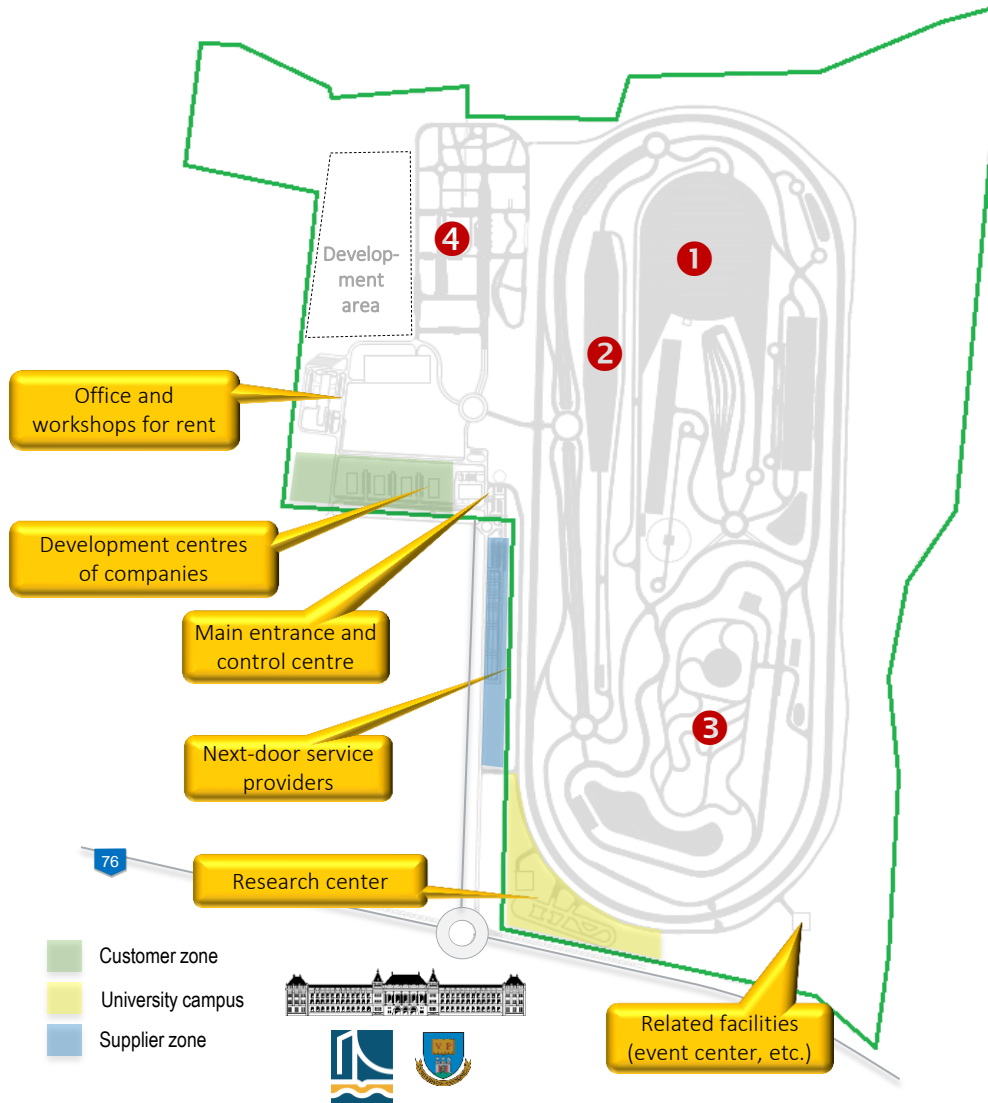 1
4
Develop-
ment
area
2
Office and
workshops for rent
Development centres
of companies
Main entrance and
control centre
3
Next-door service
providers
76
Research center
Customer zone
University campus
Supplier zone
Related facilities
(event center, etc.)
V P